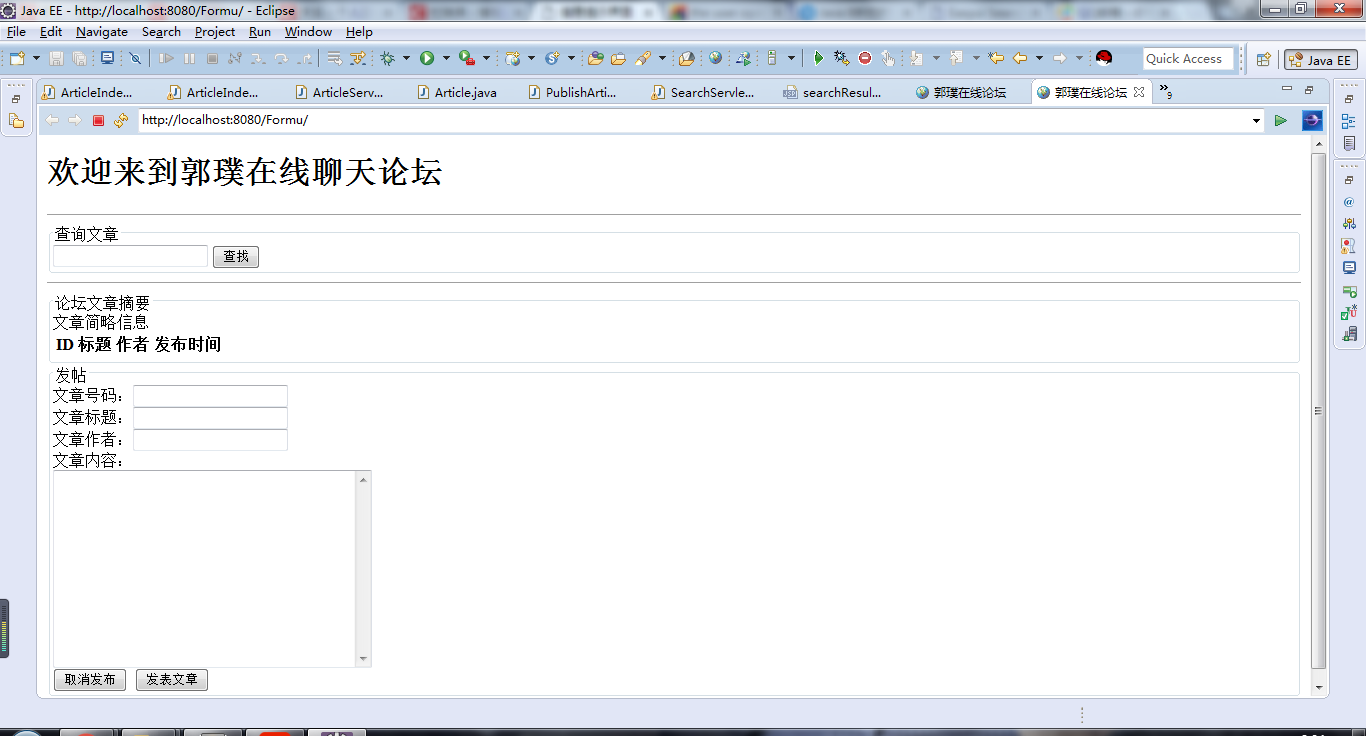 Java EE - http://localhost:8080/Formu/ - Eclipse
File Edit Navigate Search Project Run Window Help
Quick Access Java EE
ArticleInde... ArticleInde... ArticleServ... Article.java PublishArti... SearchServle... searchResul... 郭璞在线论坛 郭璞在线论坛 »9
http://localhost:8080/Formu/
欢迎来到郭璞在线聊天论坛
查询文章
查找
论坛文章摘要
文章简略信息
ID 标题 作者 发布时间
发帖
文章号码：
文章标题：
文章作者：
文章内容：
取消发布 发表文章